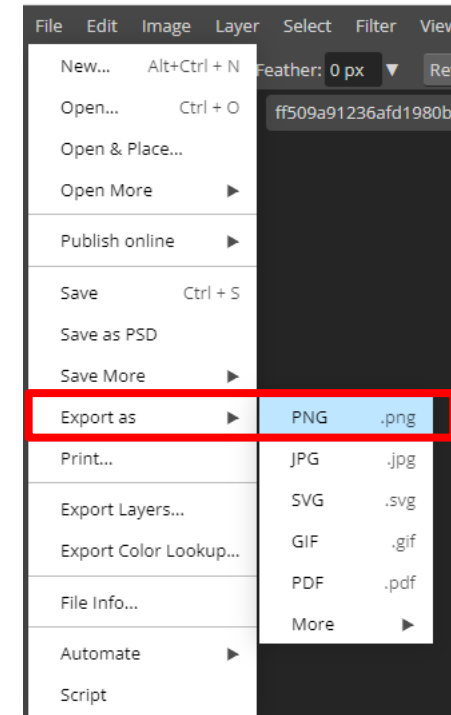 File Edit Image Layer Select Filter View
New... Alt+Ctrl + N
Feather: 0 px ▼ Re
Open... Ctrl + O
ff509a91236afd1980b
Open & Place...
Open More ▶
Publish online ▶
Save Ctrl + S
Save as PSD
Save More ▶
Export as ▶
PNG .png
Print...
JPG .jpg
Export Layers...
SVG .svg
Export Color Lookup...
GIF .gif
File Info...
PDF .pdf
More ▶
Automate ▶
Script